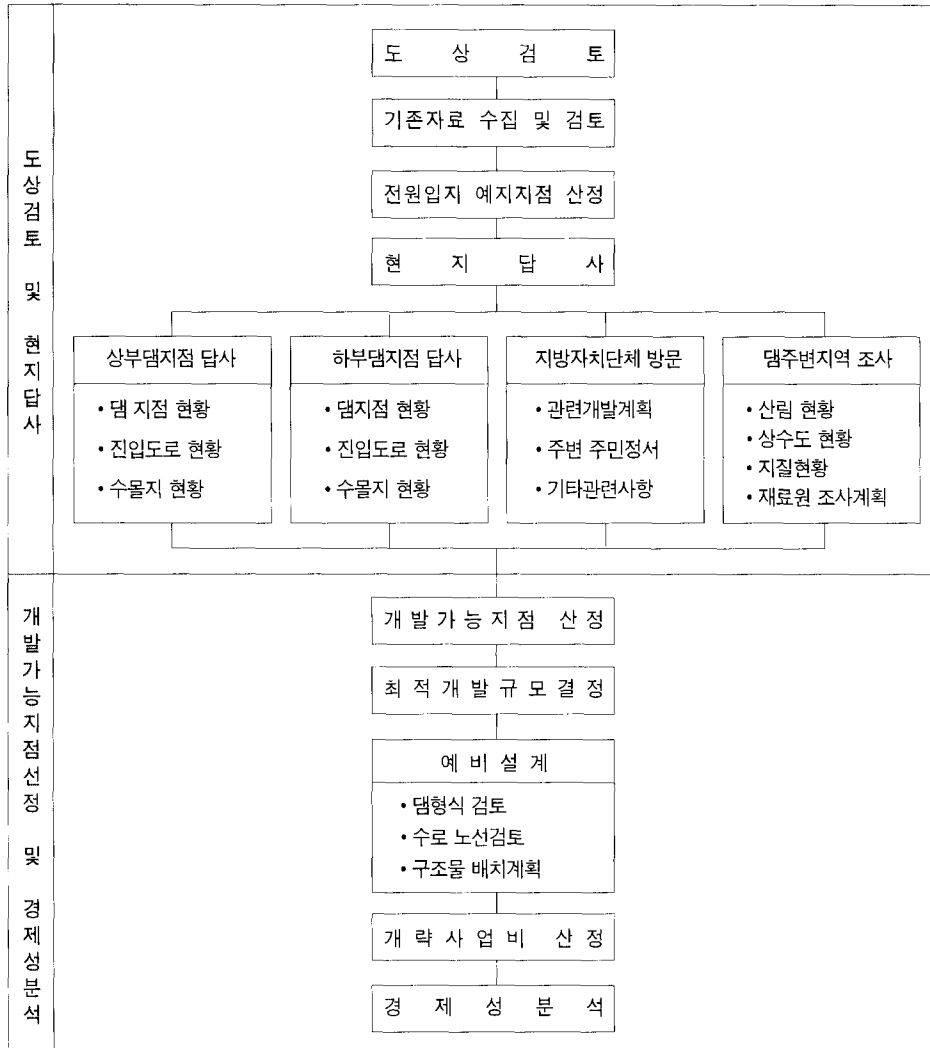 도상검토 및 현지답사
도 상 검 토
기존자료 수집 및 검토
전원입지 예지지점 산정
현 지 답 사
상부댐지점 답사
• 댐 지점 현황
• 진입도로 현황
• 수몰지 현황
하부댐지점 답사
• 댐지점 현황
• 진입도로 현황
• 수몰지 현황
지방자치단체 방문
• 관련개발계획
• 주변 주민정서
• 기타관련사항
댐주변지역 조사
• 산림 현황
• 상수도 현황
• 지질현황
• 재료원 조사계획
개발가능지점선정 및 경제성분석
개발가능지점 산정
최적개발규모결정
예 비 설 계
• 댐형식 검토
• 수로 노선검토
• 구조물 배치계획
개략사업비 산정
경 제 성 분 석